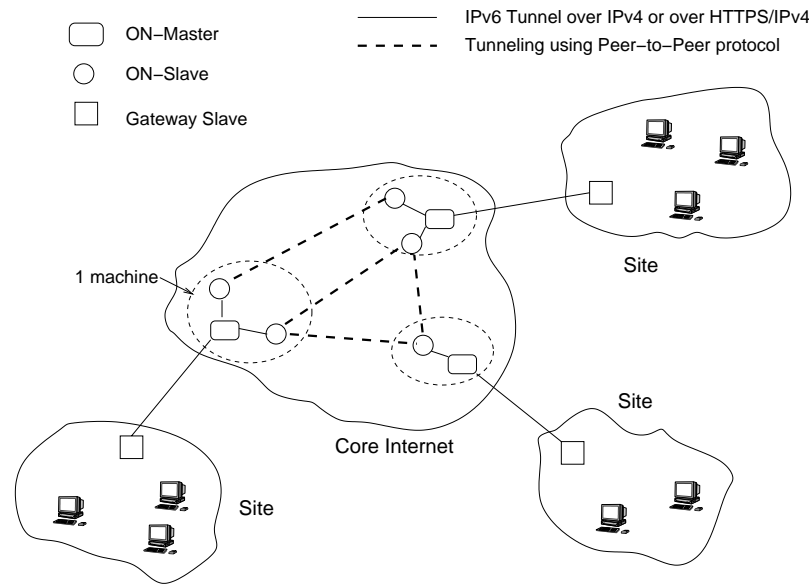 ON−Master
ON−Slave
Gateway Slave
IPv6 Tunnel over IPv4 or over HTTPS/IPv4
Tunneling using Peer−to−Peer protocol
Site
1 machine
Site
Core Internet
Site